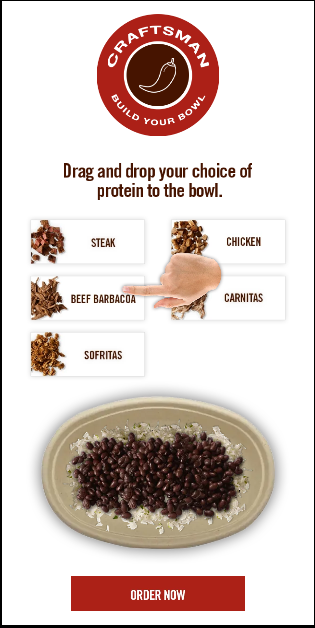 CRAFTSMAN
BUILD YOUR BOWL
Drag and drop your choice of
protein to the bowl.
STEAK
CHICKEN
BEEF BARBACOA
CARNITAS
SOFRITAS
ORDER NOW